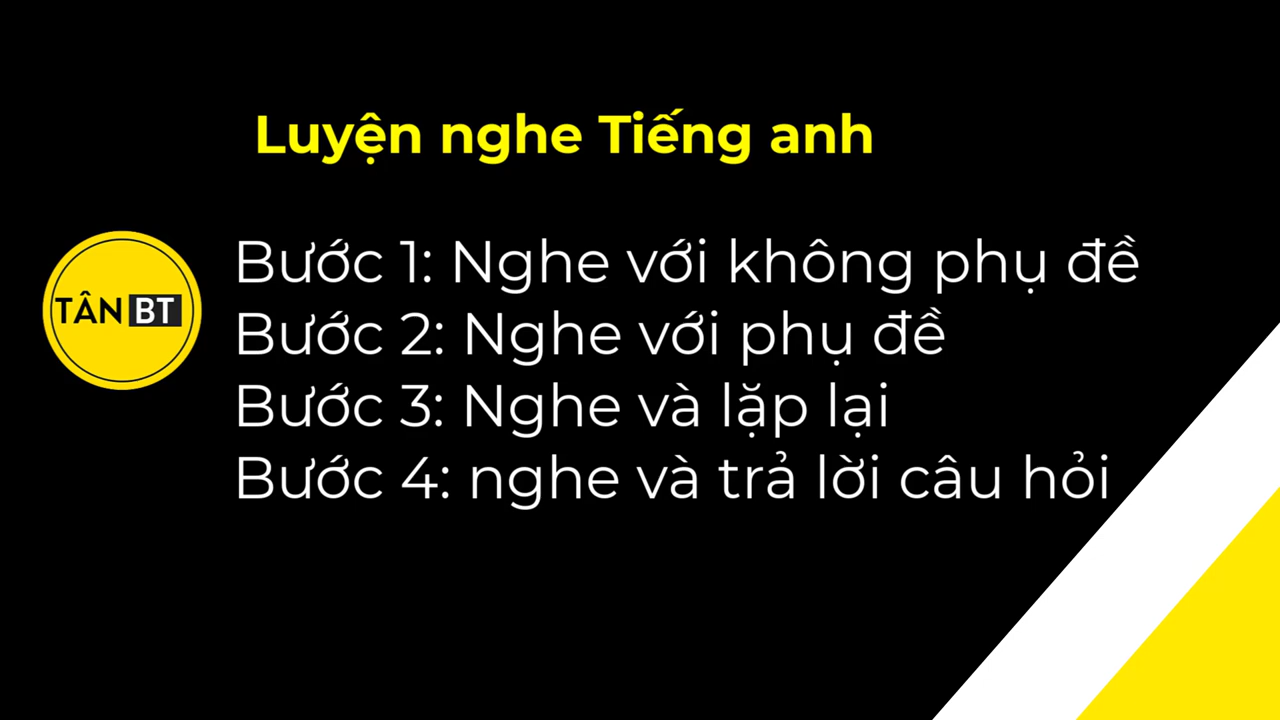 Luyện nghe Tiếng anh
TÂN BT
Bước 1: Nghe với không phụ đề
Bước 2: Nghe với phụ đề
Bước 3: Nghe và lặp lại
Bước 4: nghe và trả lời câu hỏi